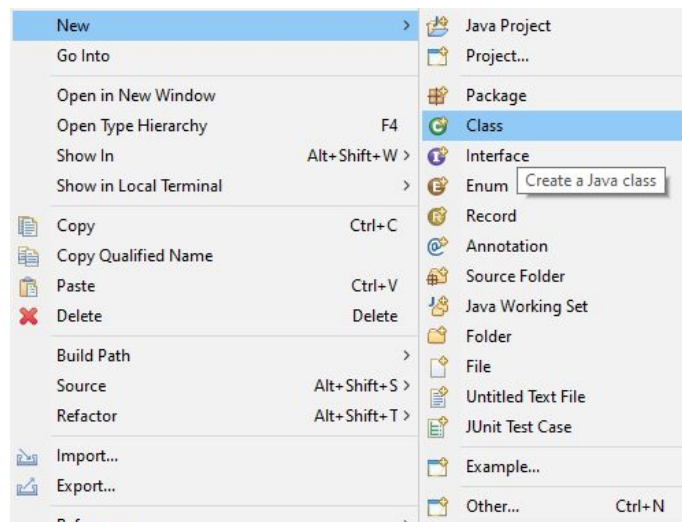 New >
Go Into
Open in New Window
Open Type Hierarchy F4
Show In Alt+Shift+W >
Show in Local Terminal >
Copy Ctrl+C
Copy Qualified Name
Paste Ctrl+V
Delete Delete
Build Path >
Source Alt+Shift+S >
Refactor Alt+Shift+T >
Import...
Export...
Java Project
Project...
Package
Class
Interface
Enum
Create a Java class
Record
Annotation
Source Folder
Java Working Set
Folder
File
Untitled Text File
JUnit Test Case
Example...
Other... Ctrl+N